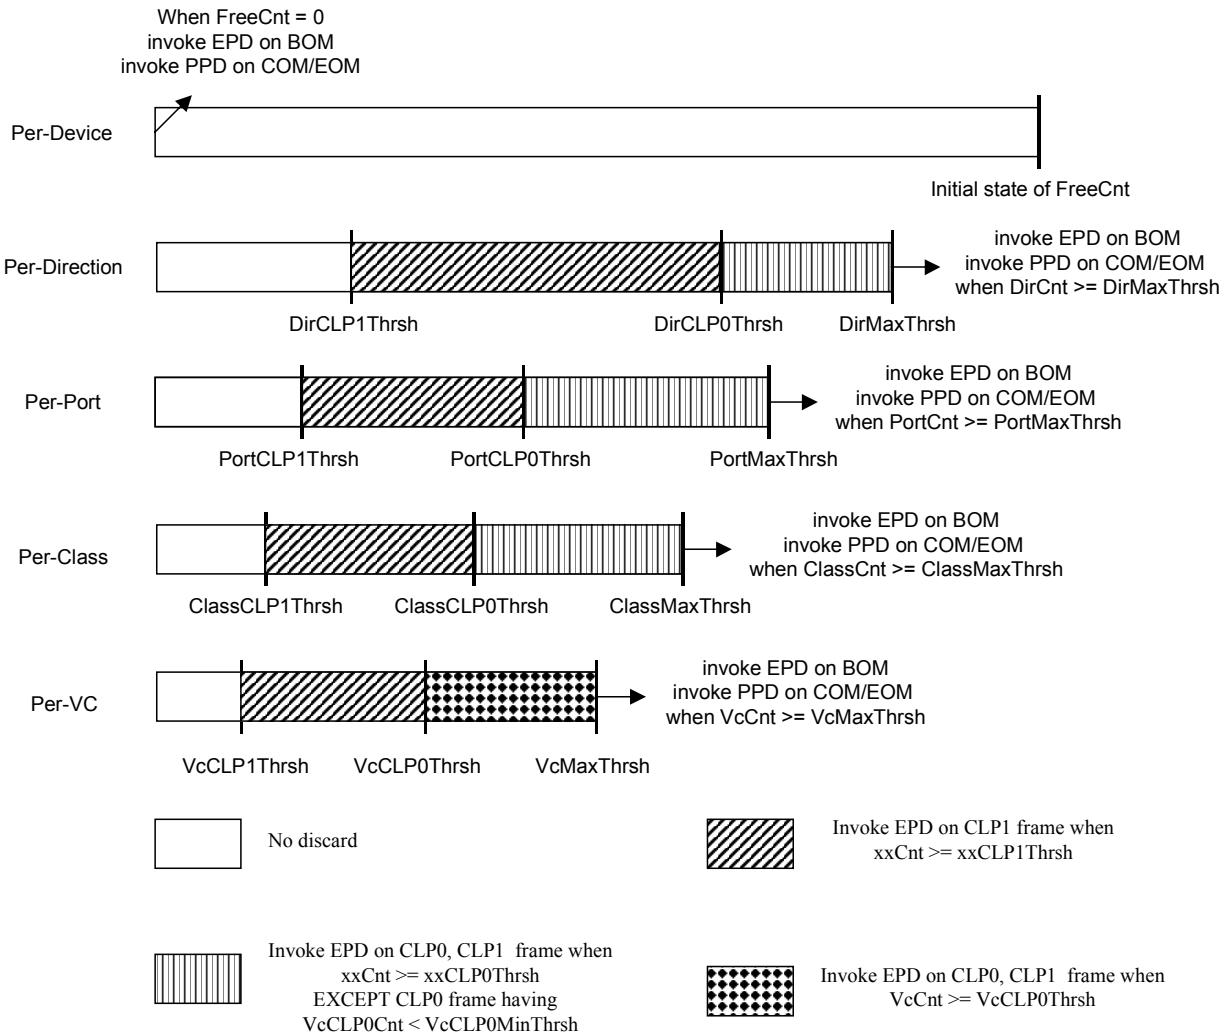 When FreeCnt = 0
invoke EPD on BOM
invoke PPD on COM/EOM
Per-Device
Initial state of FreeCnt
Per-Direction
invoke EPD on BOM
invoke PPD on COM/EOM
when DirCnt >= DirMaxThrsh
DirCLP1Thrsh
DirCLP0Thrsh
DirMaxThrsh
Per-Port
invoke EPD on BOM
invoke PPD on COM/EOM
when PortCnt >= PortMaxThrsh
PortCLP1Thrsh
PortCLP0Thrsh
PortMaxThrsh
Per-Class
invoke EPD on BOM
invoke PPD on COM/EOM
when ClassCnt >= ClassMaxThrsh
ClassCLP1Thrsh
ClassCLP0Thrsh
ClassMaxThrsh
Per-VC
invoke EPD on BOM
invoke PPD on COM/EOM
when VcCnt >= VcMaxThrsh
VcCLP1Thrsh
VcCLP0Thrsh
VcMaxThrsh
No discard
Invoke EPD on CLP1 frame when
xxCnt >= xxCLP1Thrsh
Invoke EPD on CLP0, CLP1 frame when
xxCnt >= xxCLP0Thrsh
EXCEPT CLP0 frame having
VcCLP0Cnt < VcCLP0MinThrsh
Invoke EPD on CLP0, CLP1 frame when
VcCnt >= VcCLP0Thrsh